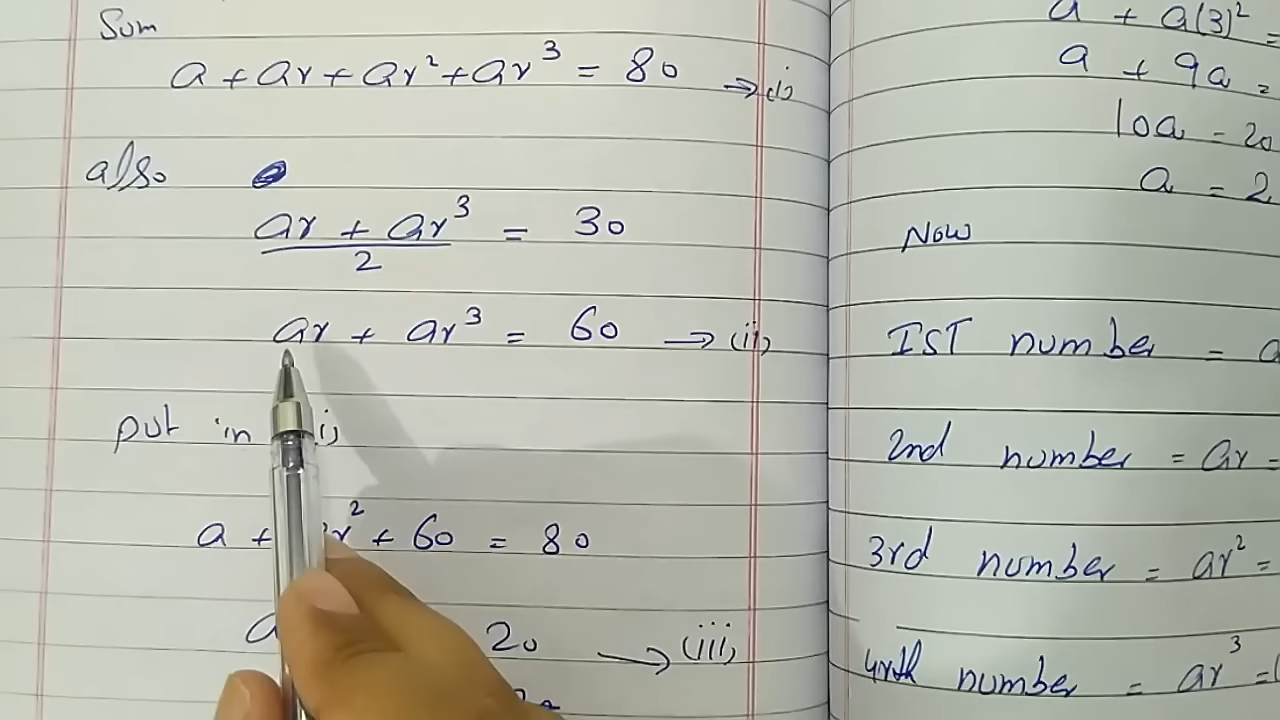 Sum
a + ar + ar² + ar³ = 80 → (i)
also
ar + ar³ = 30
2
ar + ar³ = 60 → (ii)
put in i)
a + ar² + 60 = 80
a 20 → (iii)
a + a(3)² =
a + 9a =
10a = 20
a = 2
Now
IST number = a
2nd number = ar =
3rd number = ar² =
4rth number = ar³ =